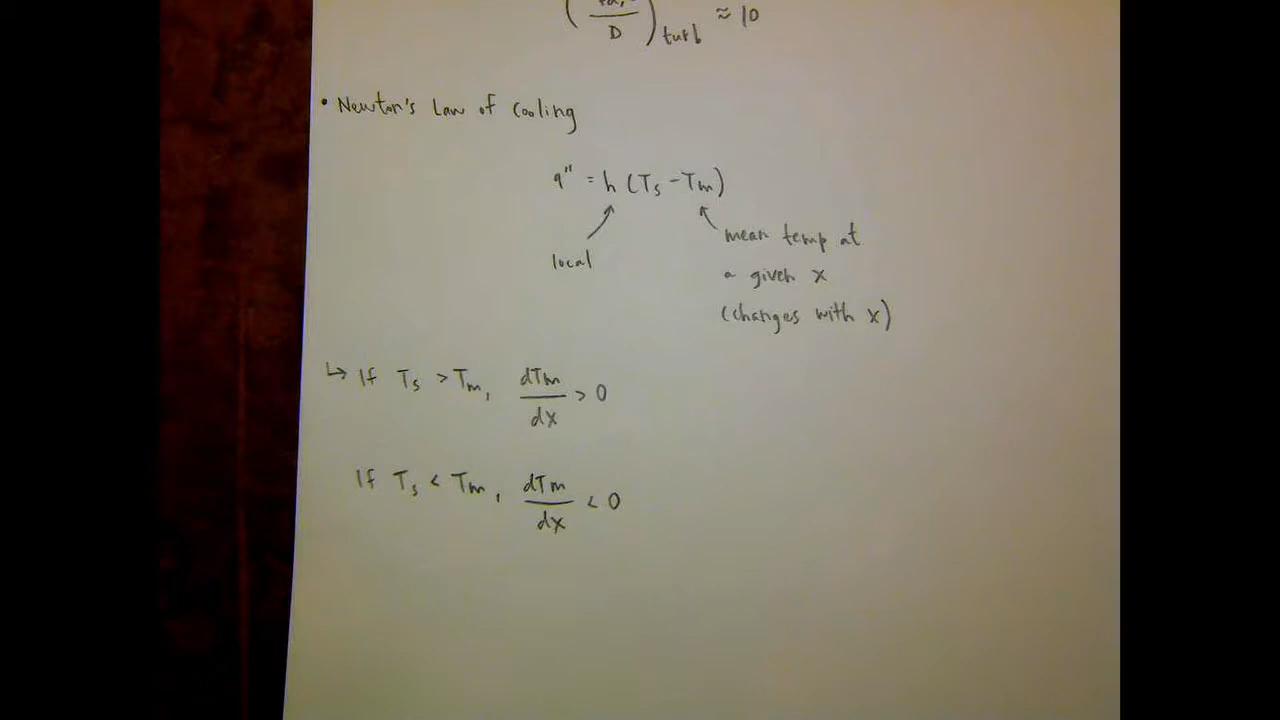 D turb ≈ 10
• Newton's Law of Cooling
q" = h (Ts - Tm)
local
mean temp at
a given x
(changes with x)
↳ If Ts > Tm, dTm/dx > 0
If Ts < Tm, dTm/dx < 0